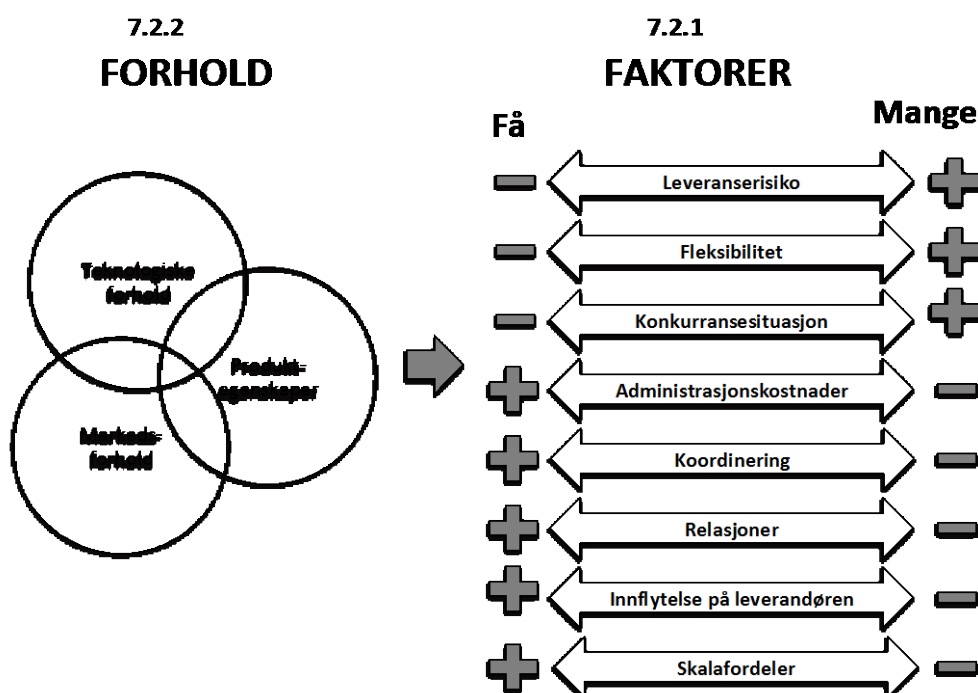 7.2.2
FORHOLD
Teknologiske
forhold
Produkt-
egenskaper
Markeds-
forhold
7.2.1
FAKTORER
Få
Mange
Leveranserisiko
Fleksibilitet
Konkurransesituasjon
Administrasjonskostnader
Koordinering
Relasjoner
Innflytelse på leverandøren
Skalafordeler